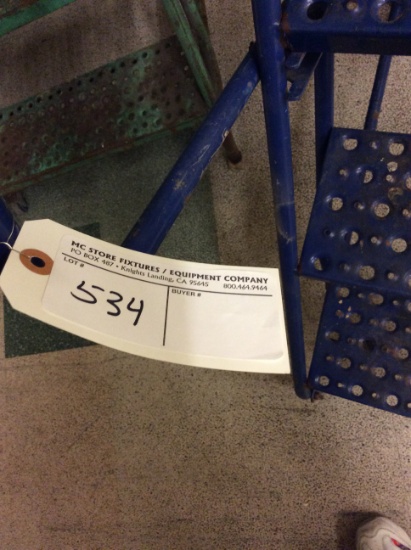 MC STORE FIXTURES / EQUIPMENT COMPANY
PO BOX 487 • Knights Landing, CA 95645 800.464.9464
LOT # BUYER #
534